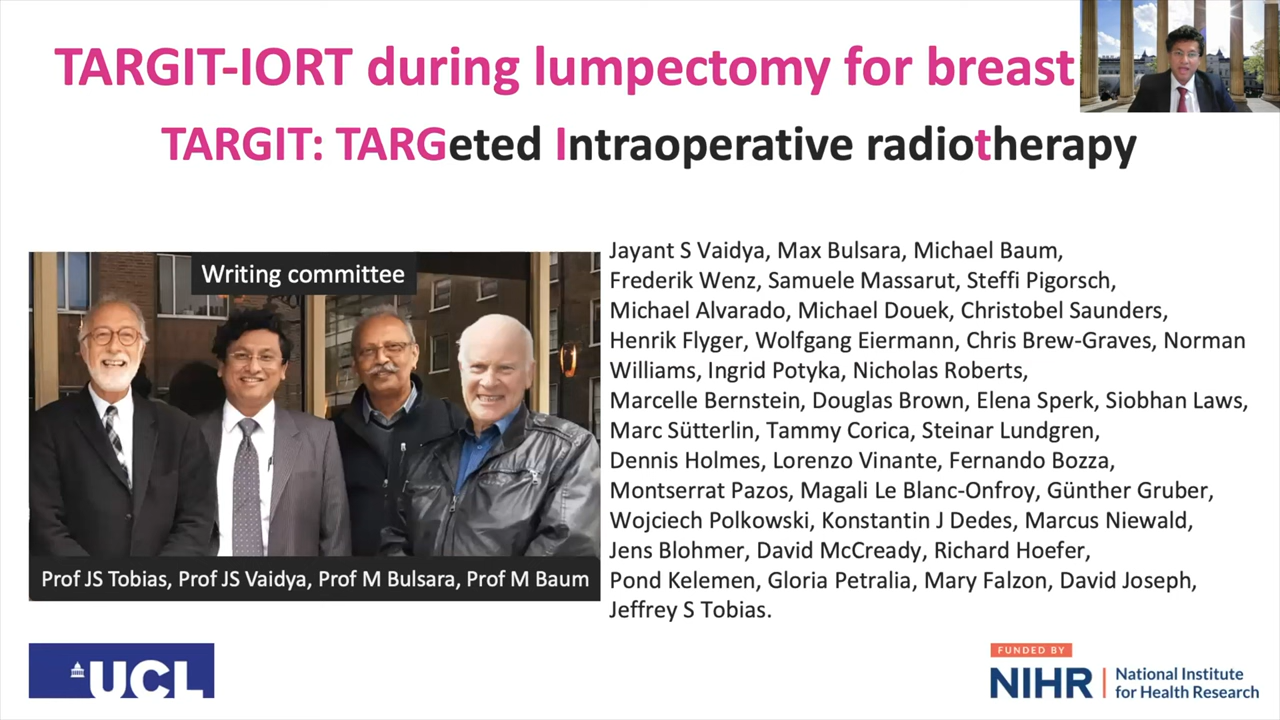 TARGIT-IORT during lumpectomy for breast
TARGIT: TARGeted Intraoperative radiotherapy
Writing committee
Prof JS Tobias, Prof JS Vaidya, Prof M Bulsara, Prof M Baum
Jayant S Vaidya, Max Bulsara, Michael Baum,
Frederik Wenz, Samuele Massarut, Steffi Pigorsch,
Michael Alvarado, Michael Douek, Christobel Saunders,
Henrik Flyger, Wolfgang Eiermann, Chris Brew-Graves, Norman
Williams, Ingrid Potyka, Nicholas Roberts,
Marcelle Bernstein, Douglas Brown, Elena Sperk, Siobhan Laws,
Marc Sütterlin, Tammy Corica, Steinar Lundgren,
Dennis Holmes, Lorenzo Vinante, Fernando Bozza,
Montserrat Pazos, Magali Le Blanc-Onfroy, Günther Gruber,
Wojciech Polkowski, Konstantin J Dedes, Marcus Niewald,
Jens Blohmer, David McCready, Richard Hoefer,
Pond Kelemen, Gloria Petralia, Mary Falzon, David Joseph,
Jeffrey S Tobias.
UCL
FUNDED BY
NIHR | National Institute
for Health Research